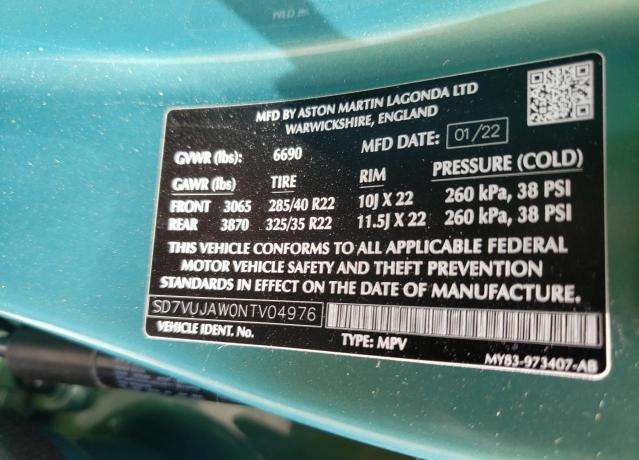 MFD BY ASTON MARTIN LAGONDA LTD
WARWICKSHIRE, ENGLAND
MFD DATE: 01/22
GVWR (lbs): 6690
GAWR (lbs) TIRE RIM PRESSURE (COLD)
FRONT 3065 285/40 R22 10J X 22 260 kPa, 38 PSI
REAR 3870 325/35 R22 11.5J X 22 260 kPa, 38 PSI
THIS VEHICLE CONFORMS TO ALL APPLICABLE FEDERAL
MOTOR VEHICLE SAFETY AND THEFT PREVENTION
STANDARDS IN EFFECT ON THE DATE OF MANUFACTURE.
SD7VUJAW0NTV04976
VEHICLE IDENT. No. TYPE: MPV MY83-973407-AB